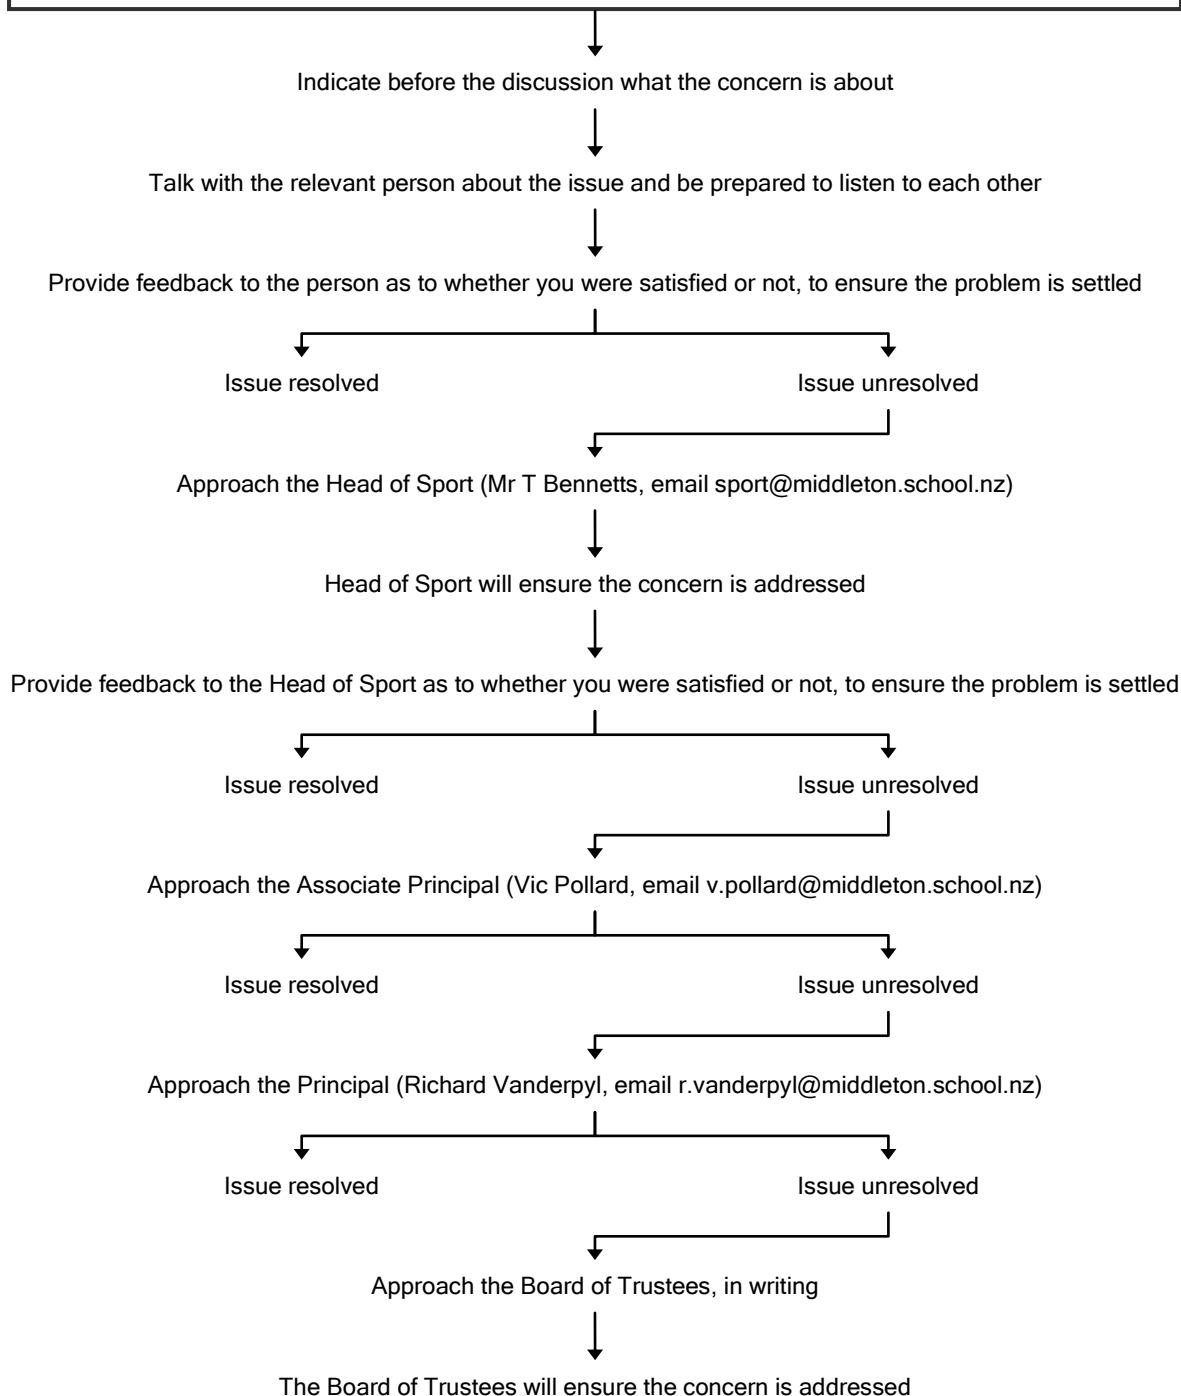 Indicate before the discussion what the concern is about
Talk with the relevant person about the issue and be prepared to listen to each other
Provide feedback to the person as to whether you were satisfied or not, to ensure the problem is settled
Issue resolved
Issue unresolved
Approach the Head of Sport (Mr T Bennetts, email sport@middleton.school.nz)
Head of Sport will ensure the concern is addressed
Provide feedback to the Head of Sport as to whether you were satisfied or not, to ensure the problem is settled
Issue resolved
Issue unresolved
Approach the Associate Principal (Vic Pollard, email v.pollard@middleton.school.nz)
Issue resolved
Issue unresolved
Approach the Principal (Richard Vanderpyl, email r.vanderpyl@middleton.school.nz)
Issue resolved
Issue unresolved
Approach the Board of Trustees, in writing
The Board of Trustees will ensure the concern is addressed